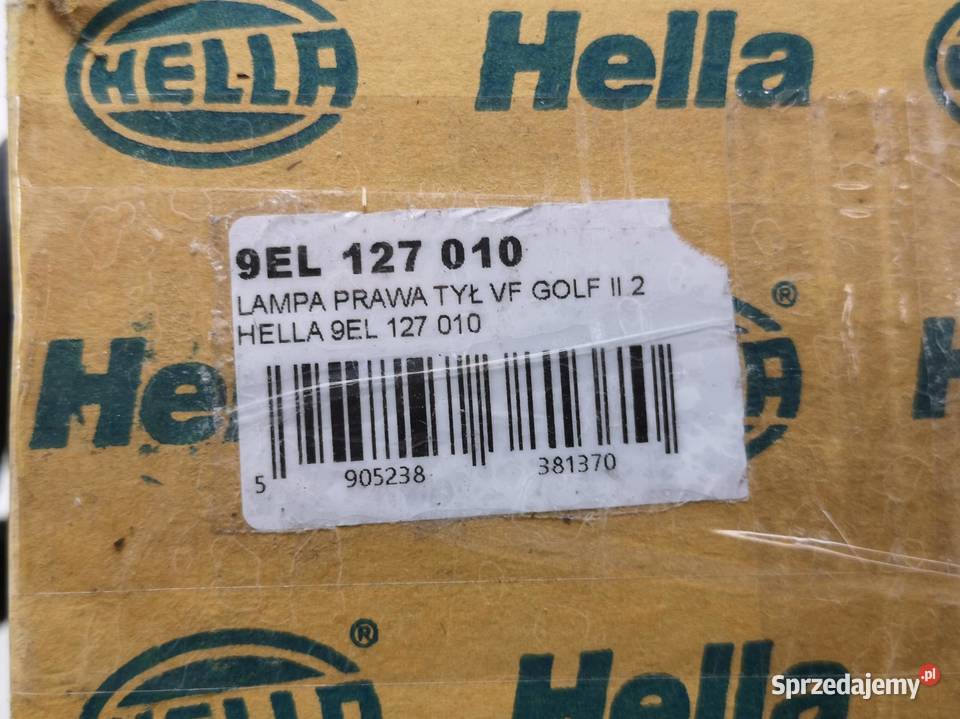 HELLA
Hella
9EL 127 010
LAMPA PRAWA TYŁ VF GOLF II 2
HELLA 9EL 127 010
®
He
5 905238 381370
®
HELLA
Hella
Sprzedajemy.pl